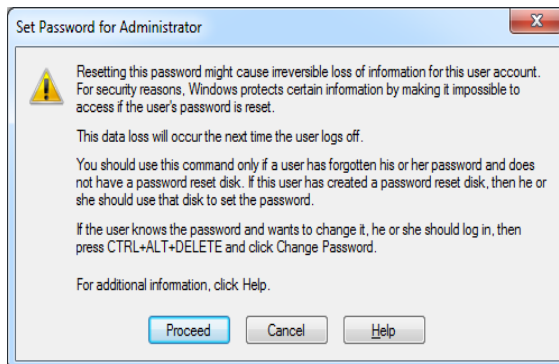 Set Password for Administrator
Resetting this password might cause irreversible loss of information for this user account.
For security reasons, Windows protects certain information by making it impossible to
access if the user's password is reset.
This data loss will occur the next time the user logs off.
You should use this command only if a user has forgotten his or her password and does
not have a password reset disk. If this user has created a password reset disk, then he or
she should use that disk to set the password.
If the user knows the password and wants to change it, he or she should log in, then
press CTRL+ALT+DELETE and click Change Password.
For additional information, click Help.
Proceed Cancel Help